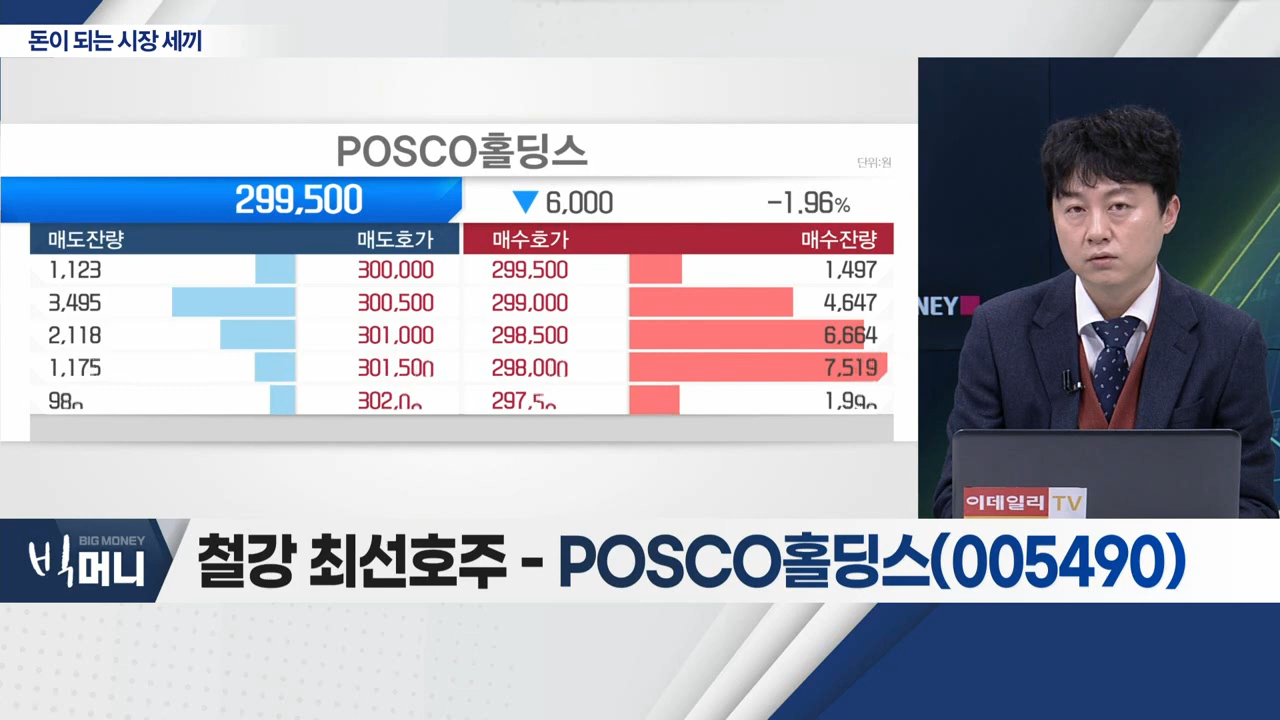 돈이 되는 시장 세끼
POSCO홀딩스
단위:원
299,500 ▼ 6,000 -1.96%
매도잔량 매도호가 매수호가 매수잔량
1,123 300,000 299,500 1,497
3,495 300,500 299,000 4,647
2,118 301,000 298,500 6,664
1,175 301,500 298,000 7,519
NEY
이데일리TV
BIG MONEY
빅머니
철강 최선호주 - POSCO홀딩스(005490)